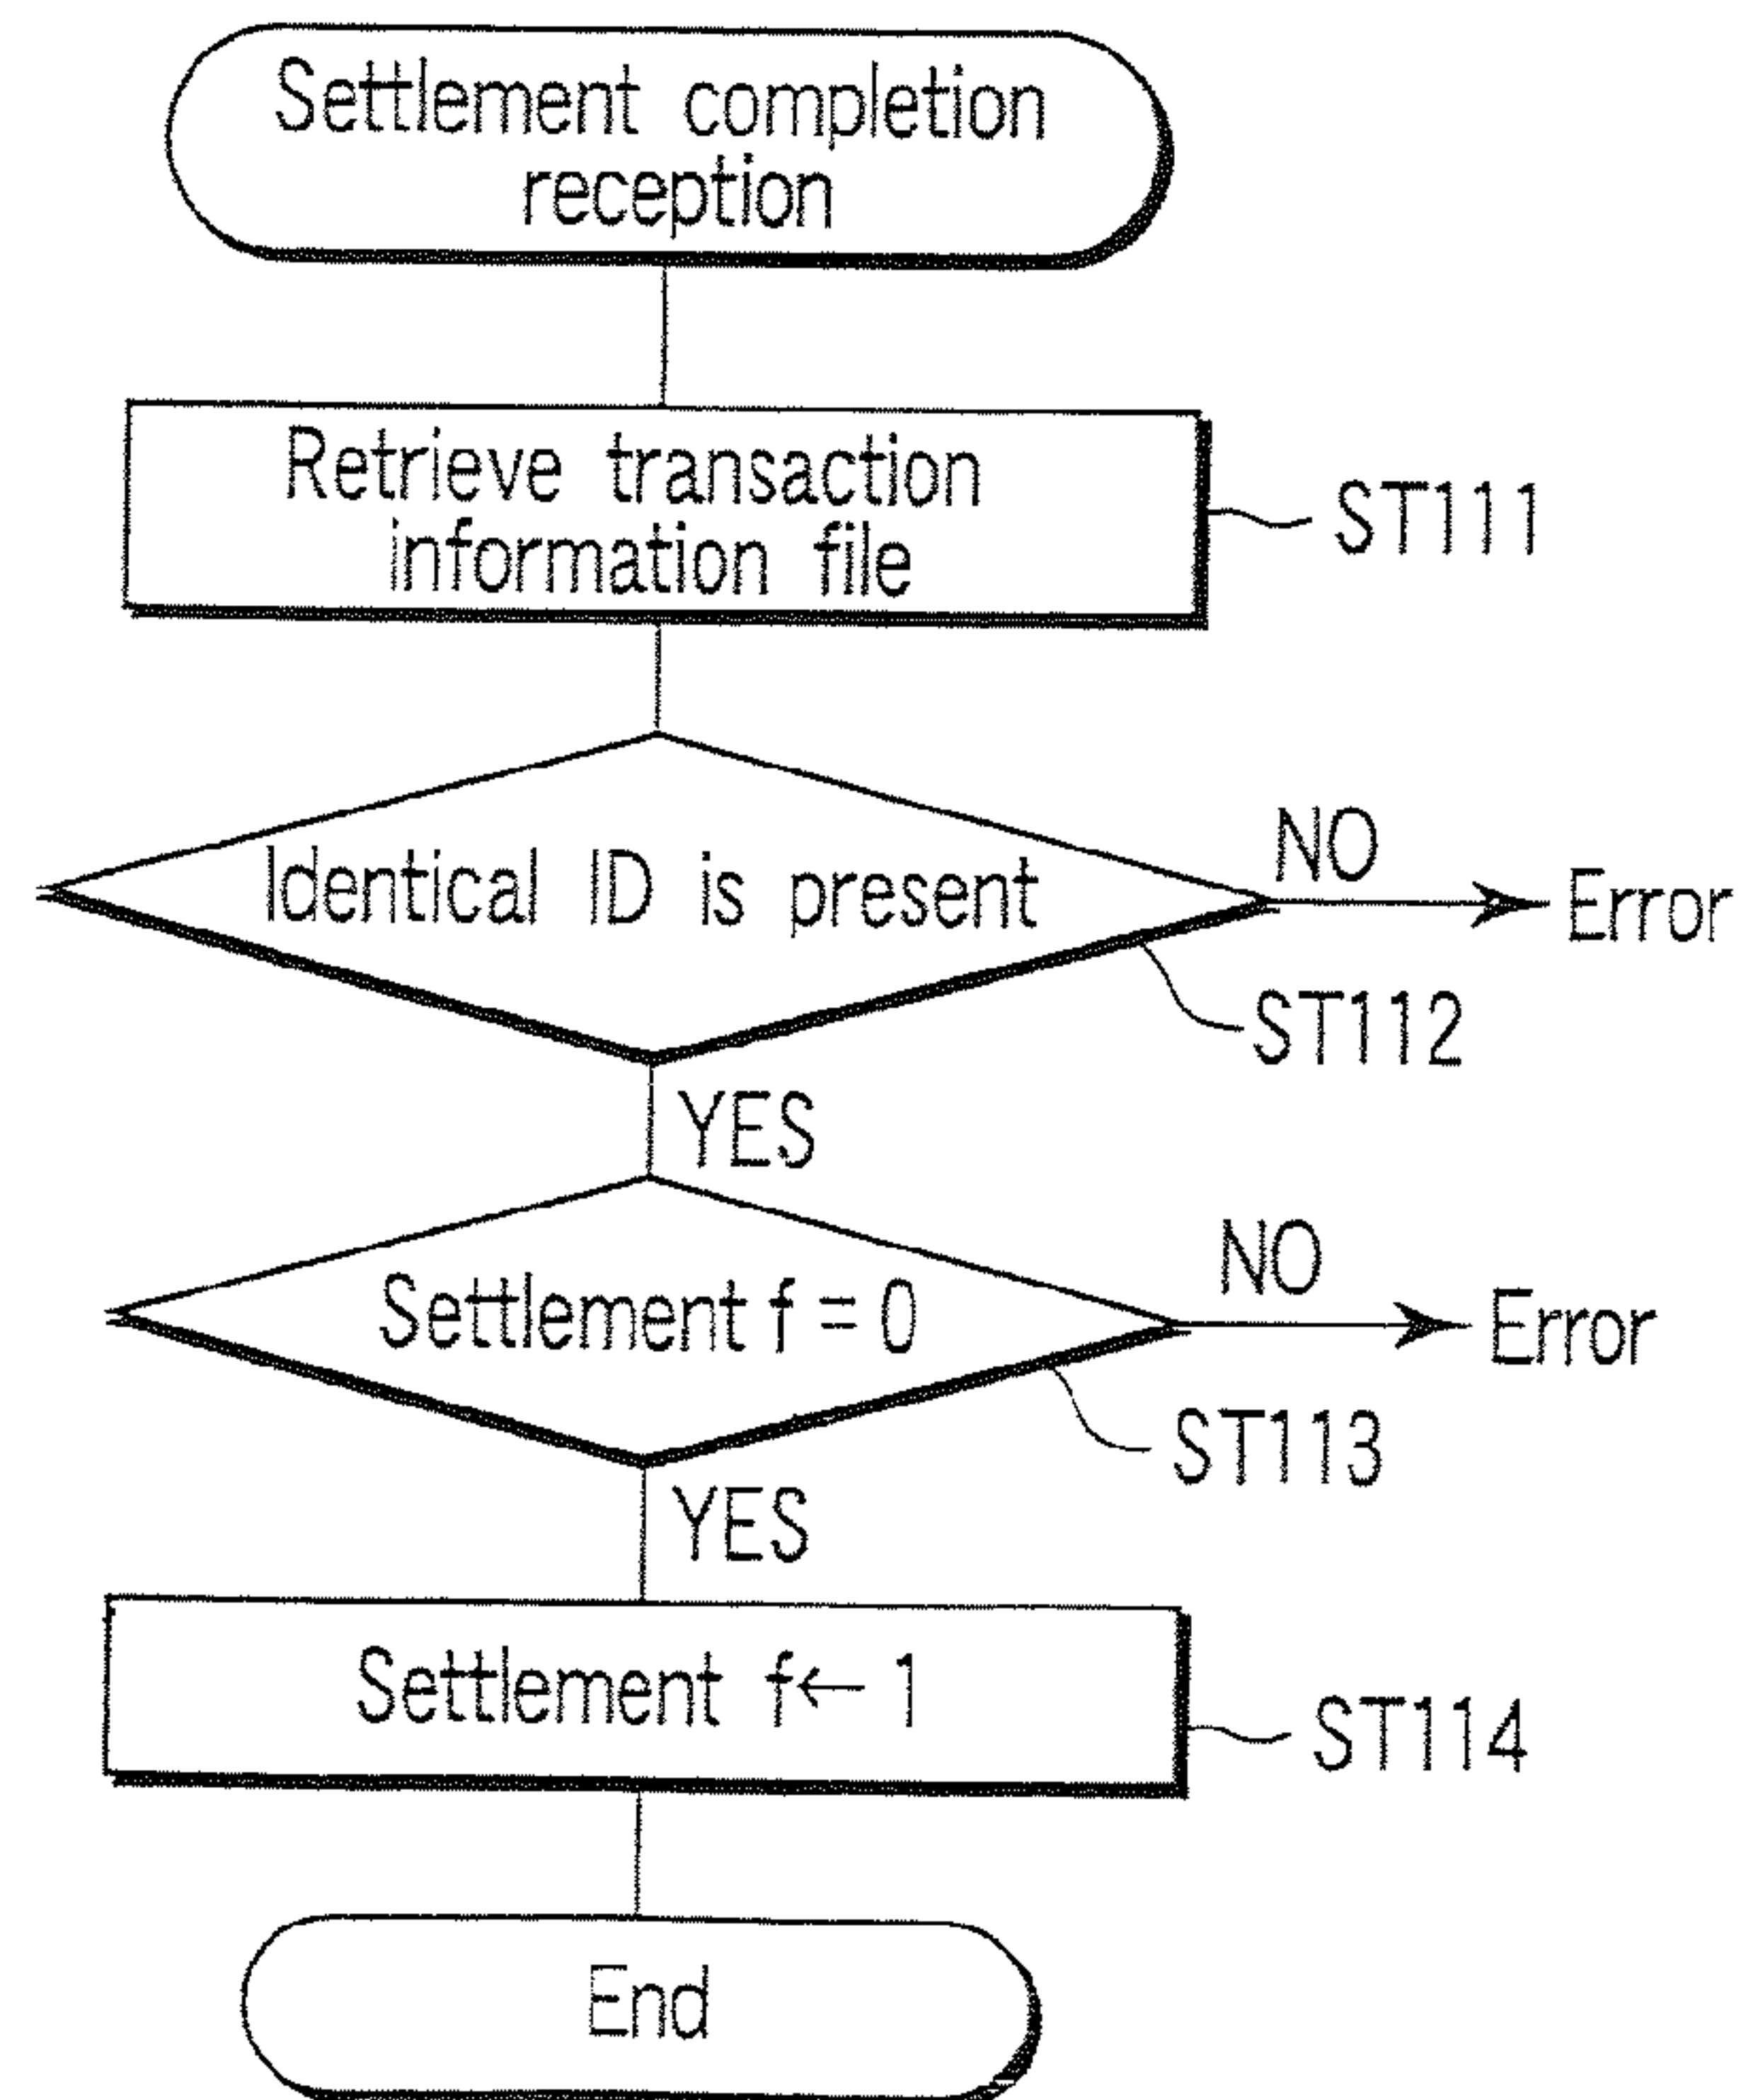 Settlement completion
reception
Retrieve transaction
information file
ST111
Identical ID is present
NO
Error
ST112
YES
Settlement f = 0
NO
Error
ST113
YES
Settlement f← 1
ST114
End